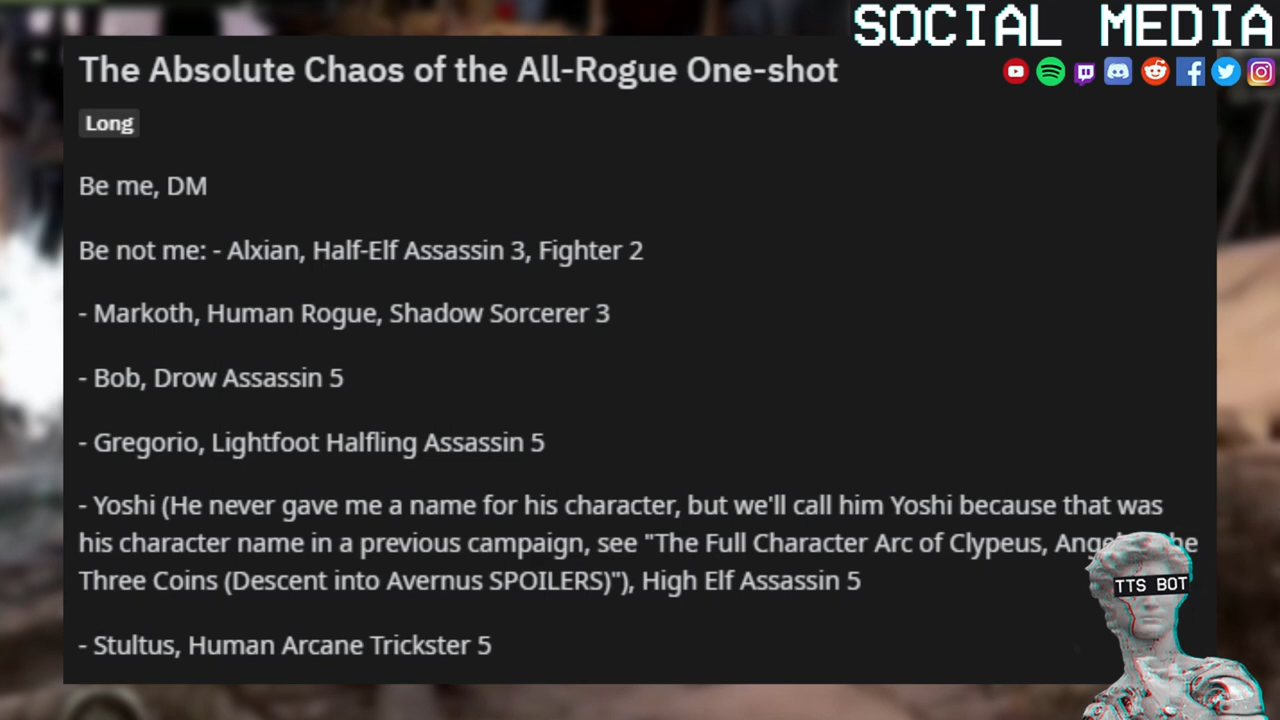 SOCIAL MEDIA
The Absolute Chaos of the All-Rogue One-shot
Long
Be me, DM
Be not me: - Alxian, Half-Elf Assassin 3, Fighter 2
- Markoth, Human Rogue, Shadow Sorcerer 3
- Bob, Drow Assassin 5
- Gregorio, Lightfoot Halfling Assassin 5
- Yoshi (He never gave me a name for his character, but we'll call him Yoshi because that was
his character name in a previous campaign, see "The Full Character Arc of Clypeus,
Three Coins (Descent into Avernus SPOILERS)"), High Elf Assassin 5
TTS BOT
- Stultus, Human Arcane Trickster 5